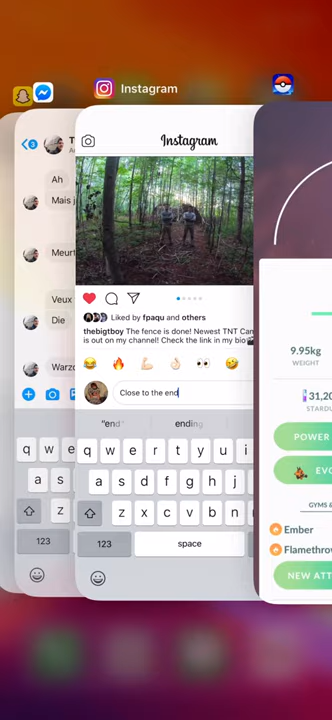 Instagram
3
T
A
Ah
Mais j
Meurt
Veux
Die
Warzo
q w
a s
z
123
Instagram
Liked by fpaqu and others
thebigtboy The fence is done! Newest TNT Can
is out on my channel! Check the link in my bio
Close to the end
"end" ending
q w e r t y u i
a s d f g h j
z x c v b n
123 space
9.95kg
WEIGHT
31,20
STARDU
POWER
EVO
GYMS &
Ember
Flamethrow
NEW ATT